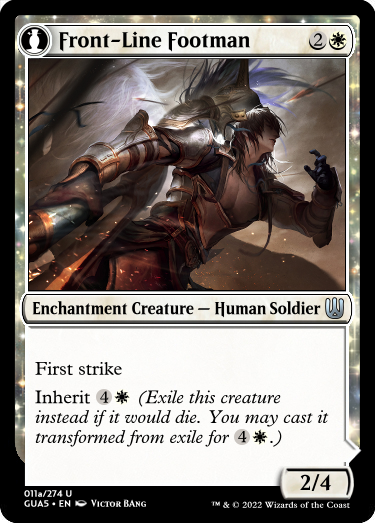 Front-Line Footman 2
Enchantment Creature — Human Soldier
First strike
Inherit 4 (Exile this creature
instead if it would die. You may cast it
transformed from exile for 4 .)
2/4
011a/274 U
GUA5 • EN Victor Bang
™ & © 2022 Wizards of the Coast